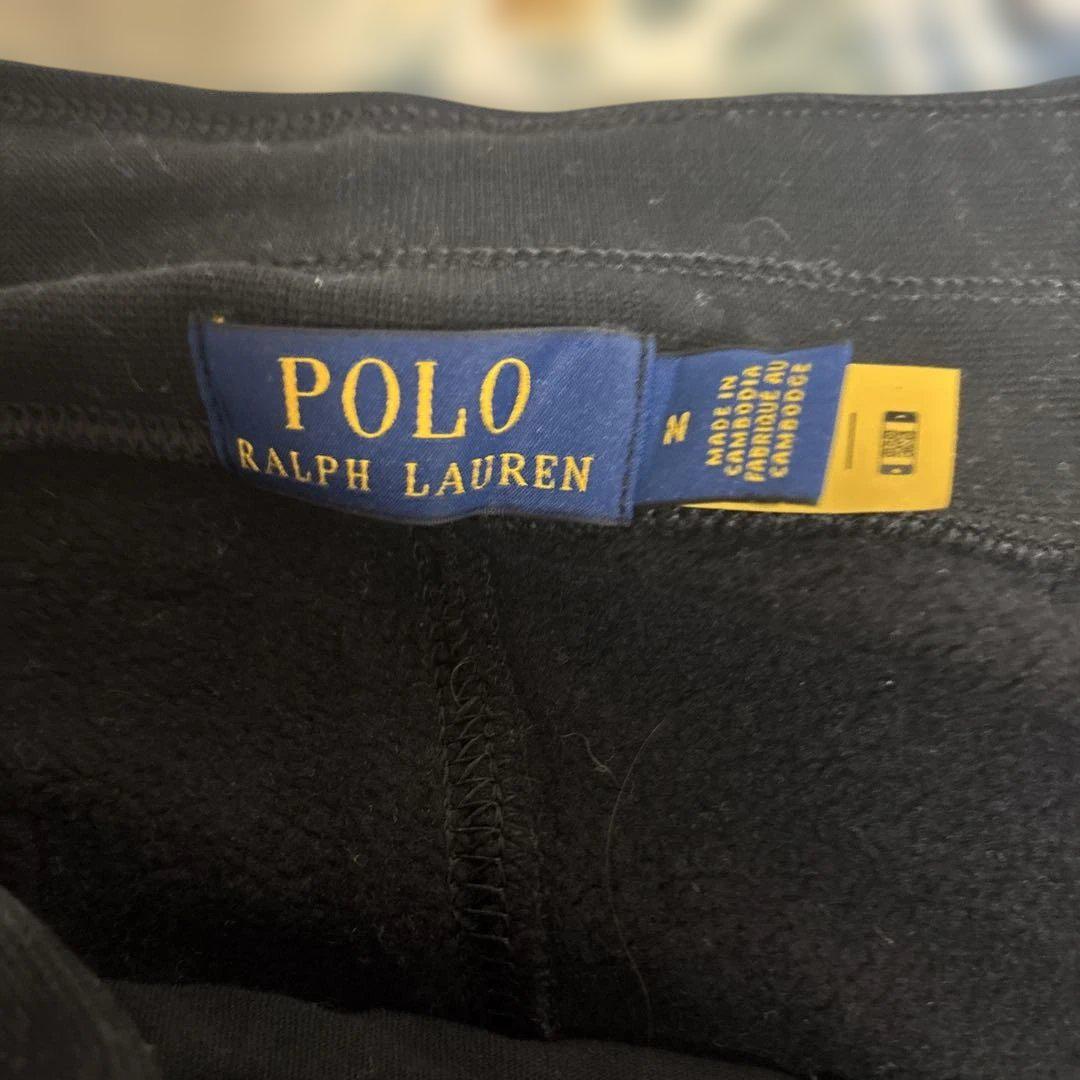 POLO
RALPH LAUREN
M
MADE IN
CAMBODIA
FABRIQUÉ AU
CAMBODGE